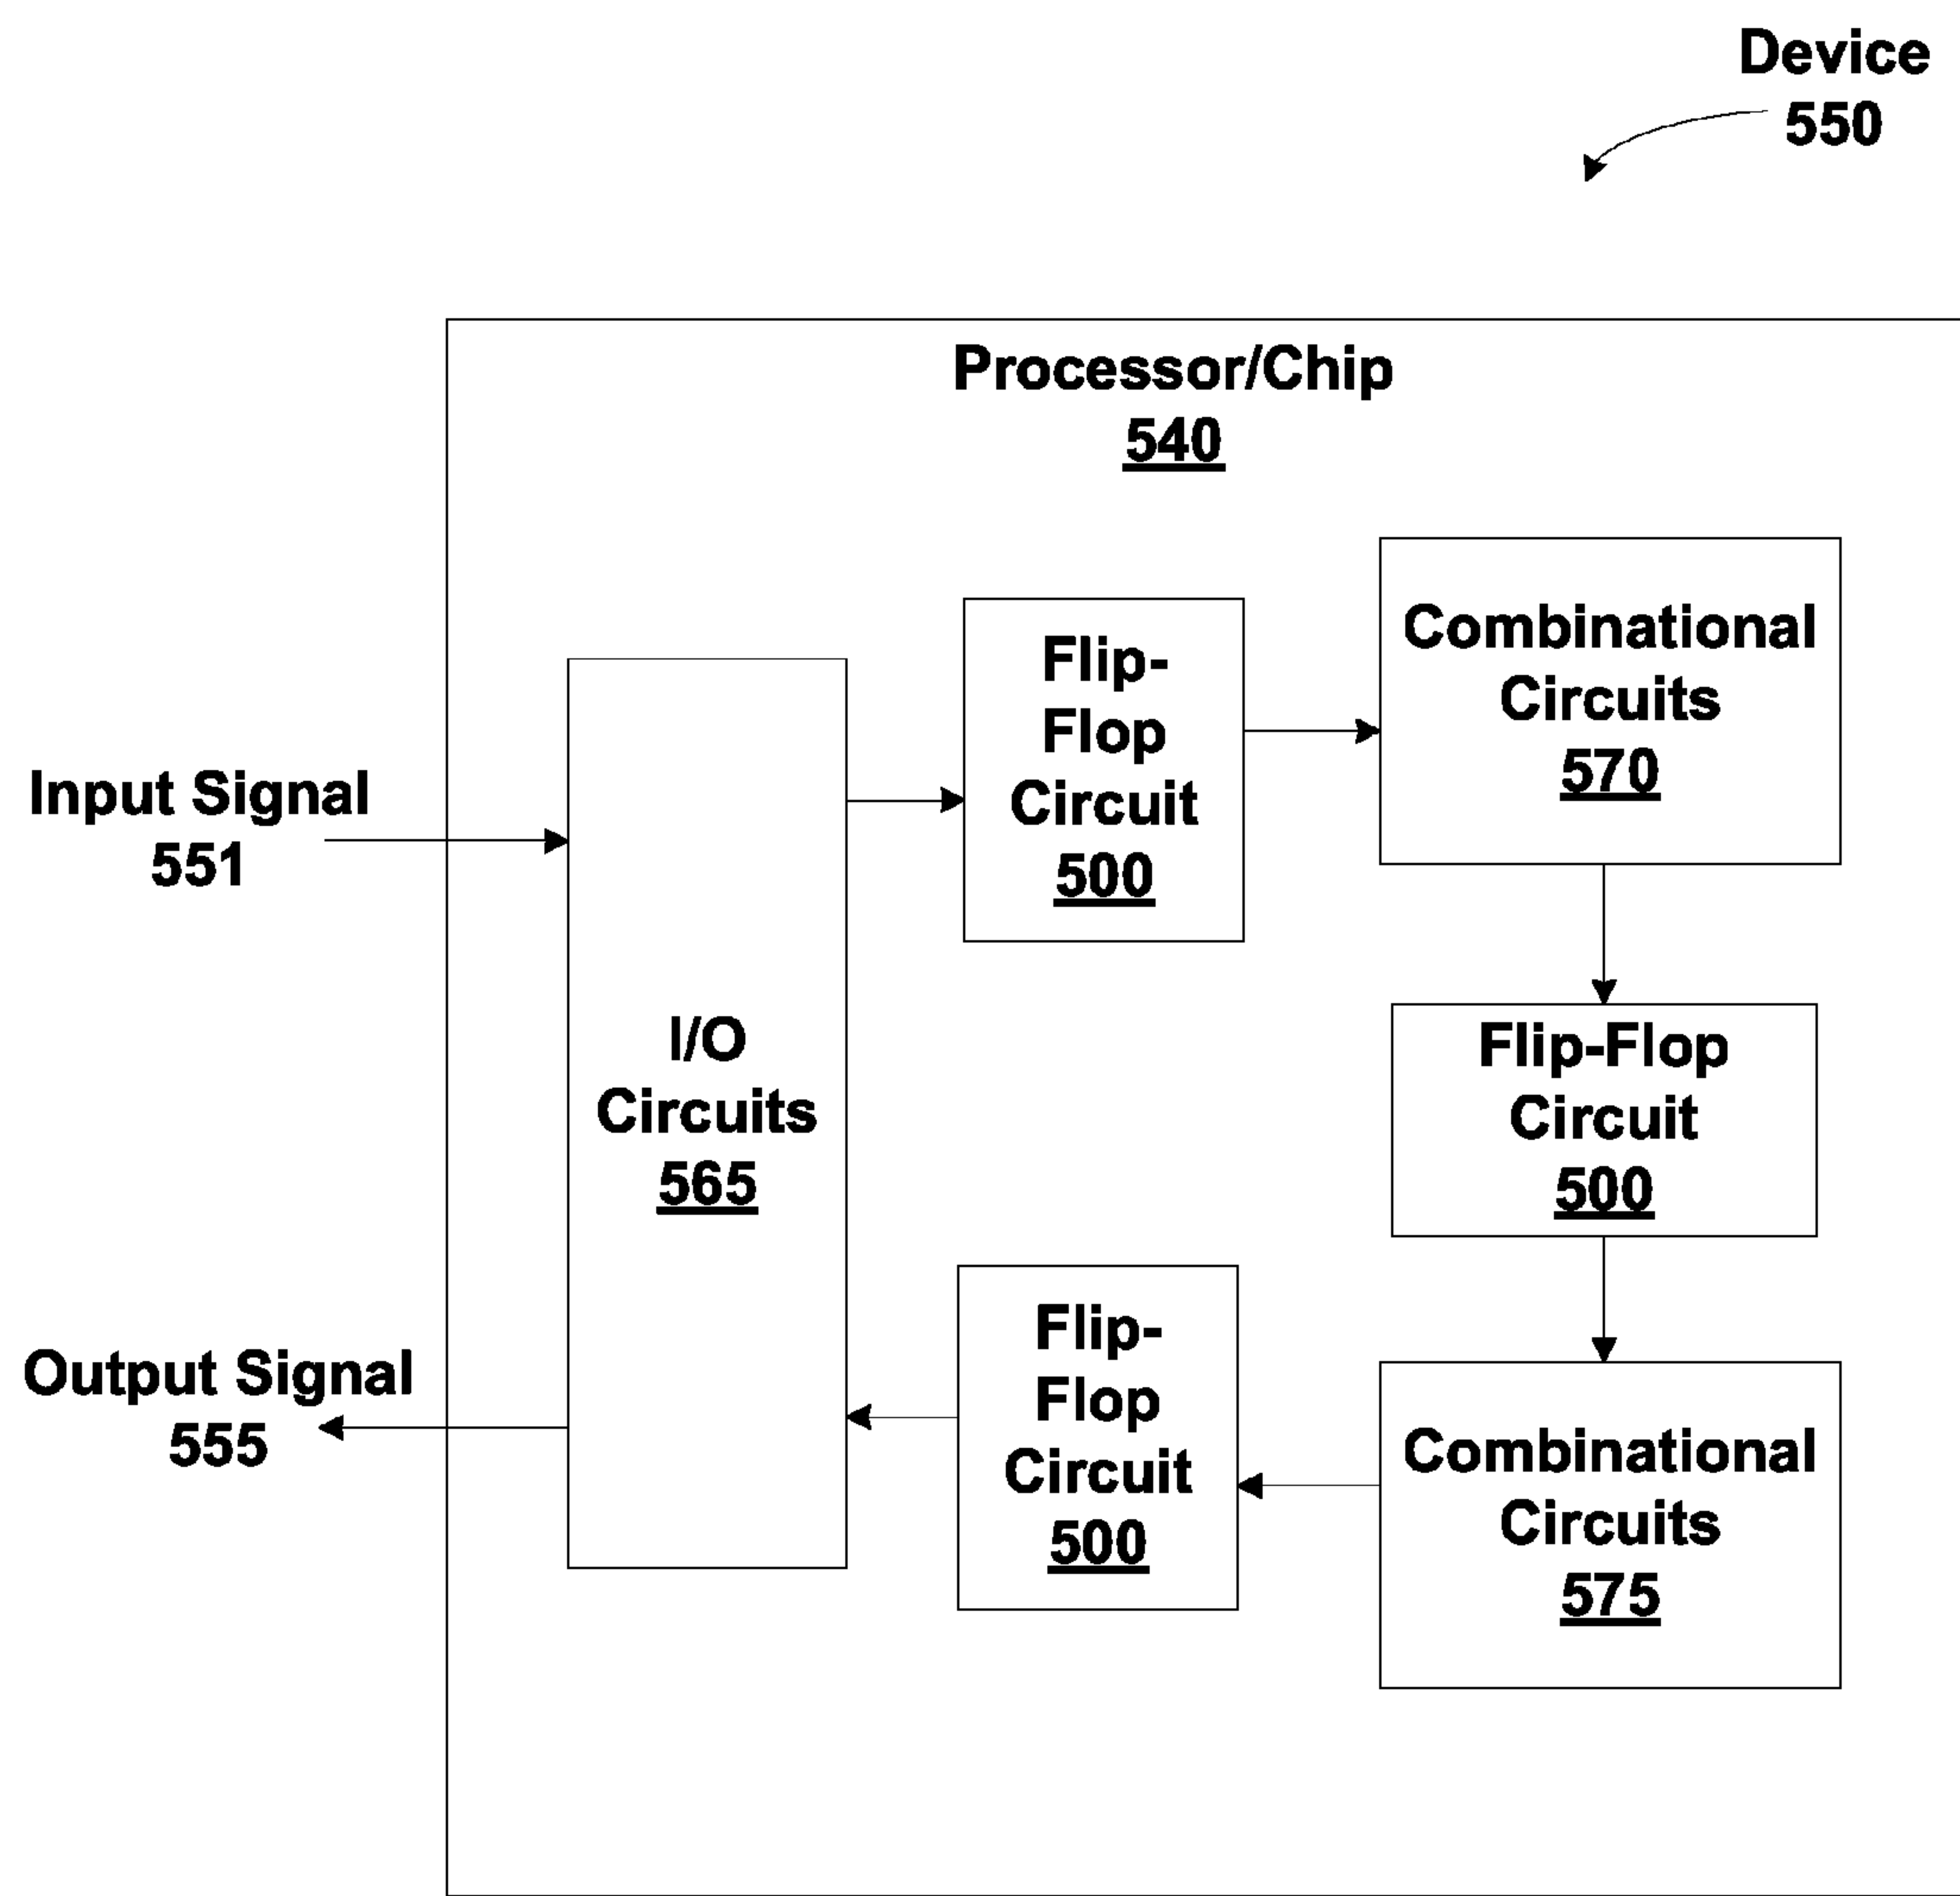 Device
550
Processor/Chip
540
Input Signal
551
I/O
Circuits
565
Flip-
Flop
Circuit
500
Combinational
Circuits
570
Flip-Flop
Circuit
500
Combinational
Circuits
575
Flip-
Flop
Circuit
500
Output Signal
555